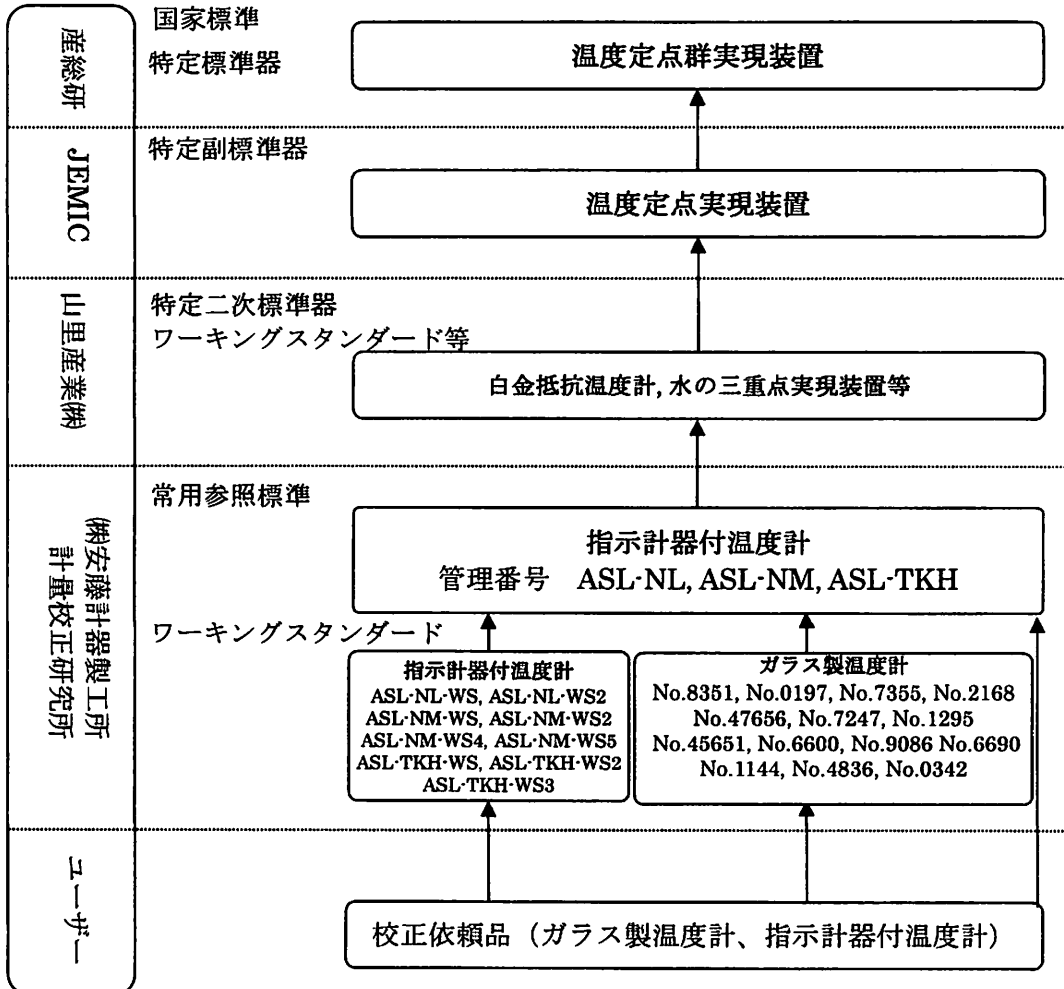 産総研
国家標準
特定標準器
温度定点群実現装置
JEMIC
特定副標準器
温度定点実現装置
山里産業㈱
特定二次標準器
ワーキングスタンダード等
白金抵抗温度計, 水の三重点実現装置等
㈱安藤計器製工所
計量校正研究所
常用参照標準
指示計器付温度計
管理番号 ASL-NL, ASL-NM, ASL-TKH
ワーキングスタンダード
指示計器付温度計
ASL-NL-WS, ASL-NL-WS2
ASL-NM-WS, ASL-NM-WS2
ASL-NM-WS4, ASL-NM-WS5
ASL-TKH-WS, ASL-TKH-WS2
ASL-TKH-WS3
ガラス製温度計
No.8351, No.0197, No.7355, No.2168
No.47656, No.7247, No.1295
No.45651, No.6600, No.9086 No.6690
No.1144, No.4836, No.0342
ユーザー
校正依頼品（ガラス製温度計、指示計器付温度計）